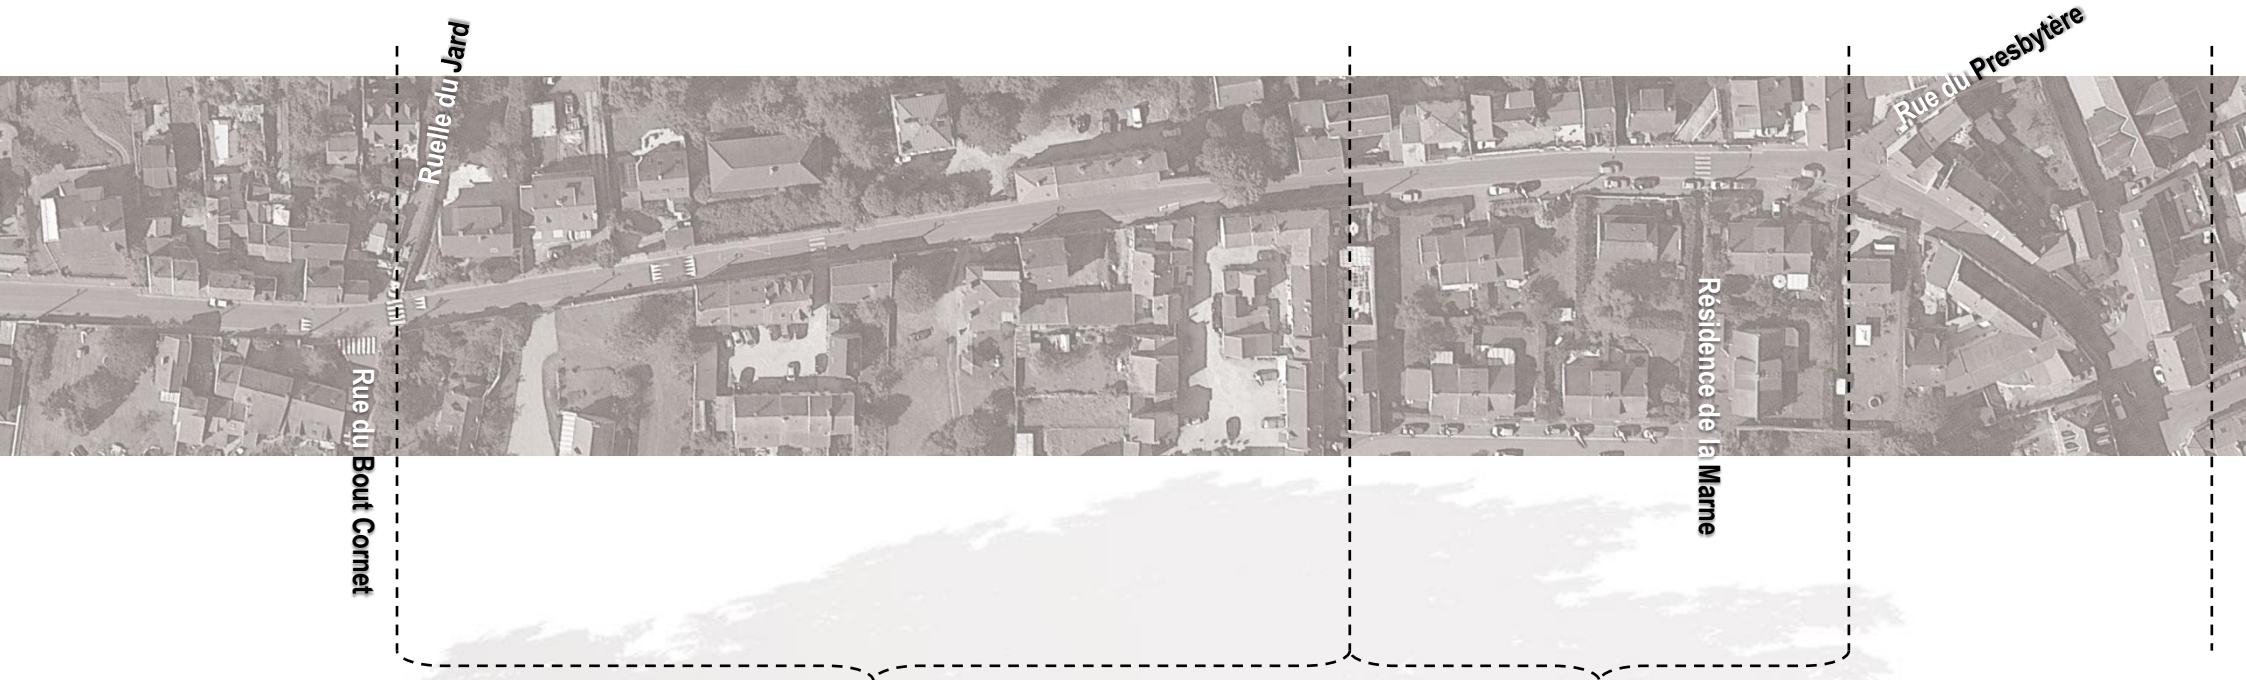 Ruelle du Jard
Rue du Presbytère
Rue du Bout Cornet
Résidence de la Marne